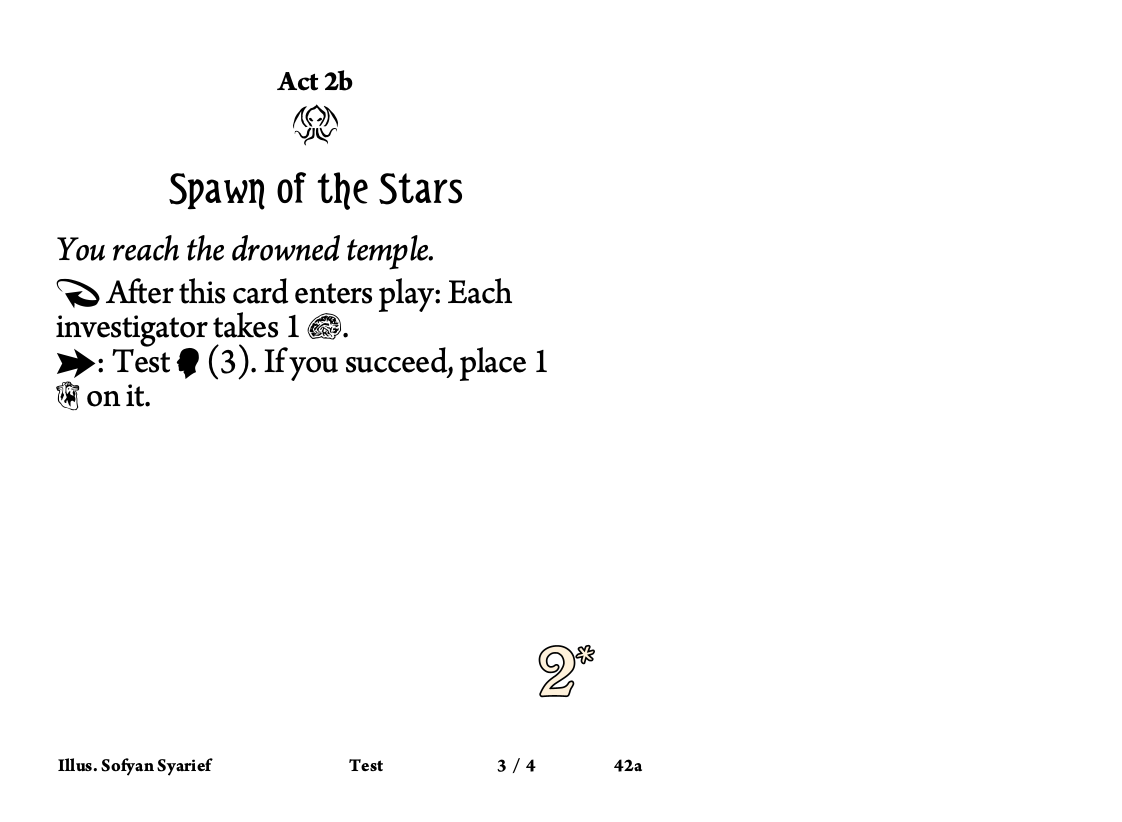 Act 2b
Spawn of the Stars
You reach the drowned temple.
After this card enters play: Each
investigator takes 1 .
: Test (3). If you succeed, place 1
on it.
2*
Illus. Sofyan Syarief Test 3 / 4 42a